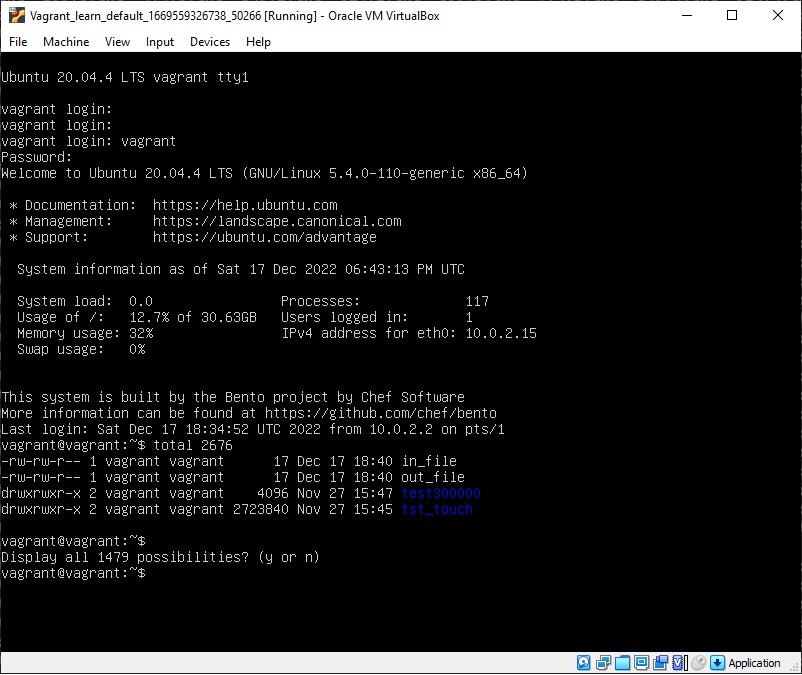 Vagrant_learn_default_1669559326738_50266 [Running] - Oracle VM VirtualBox
File Machine View Input Devices Help
Ubuntu 20.04.4 LTS vagrant tty1
vagrant login:
vagrant login:
vagrant login: vagrant
Password:
Welcome to Ubuntu 20.04.4 LTS (GNU/Linux 5.4.0-110-generic x86_64)
* Documentation: https://help.ubuntu.com
* Management: https://landscape.canonical.com
* Support: https://ubuntu.com/advantage
System information as of Sat 17 Dec 2022 06:43:13 PM UTC
System load: 0.0 Processes: 117
Usage of /: 12.7% of 30.63GB Users logged in: 1
Memory usage: 32% IPv4 address for eth0: 10.0.2.15
Swap usage: 0%
This system is built by the Bento project by Chef Software
More information can be found at https://github.com/chef/bento
Last login: Sat Dec 17 18:34:52 UTC 2022 from 10.0.2.2 on pts/1
vagrant@vagrant:~$ total 2676
-rw-rw-r-- 1 vagrant vagrant 17 Dec 17 18:40 in_file
-rw-rw-r-- 1 vagrant vagrant 17 Dec 17 18:40 out_file
drwxrwxr-x 2 vagrant vagrant 4096 Nov 27 15:47 test300000
drwxrwxr-x 2 vagrant vagrant 2723840 Nov 27 15:45 tst_touch
vagrant@vagrant:~$
Display all 1479 possibilities? (y or n)
vagrant@vagrant:~$
Application